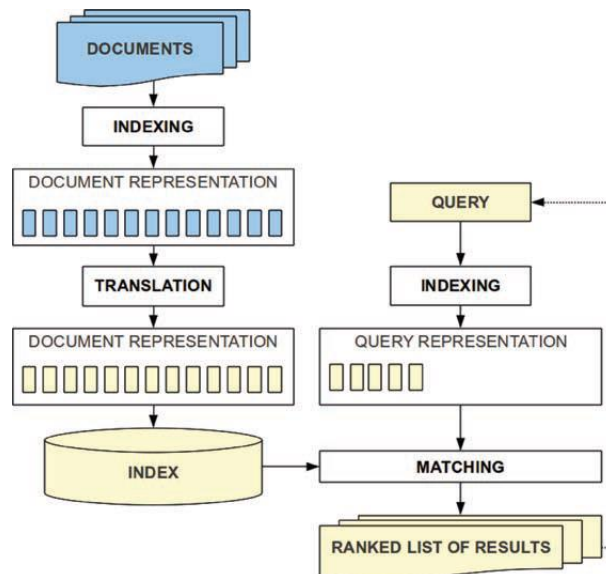 DOCUMENTS
INDEXING
DOCUMENT REPRESENTATION
TRANSLATION
DOCUMENT REPRESENTATION
INDEX
QUERY
INDEXING
QUERY REPRESENTATION
MATCHING
RANKED LIST OF RESULTS